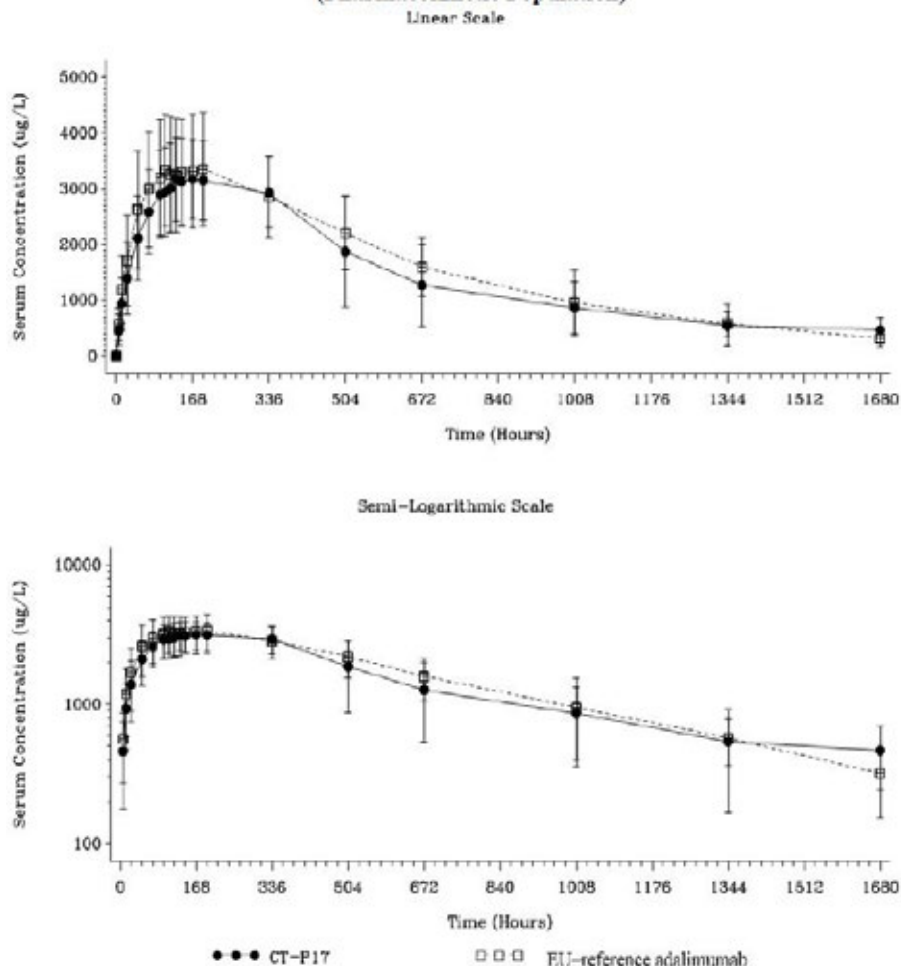 Linear Scale
Serum Concentration (ug/L)
5000
4000
3000
2000
1000
0
0 168 336 504 672 840 1008 1176 1344 1512 1680
Time (Hours)
Semi-Logarithmic Scale
Serum Concentration (ug/L)
10000
1000
100
0 168 336 504 672 840 1008 1176 1344 1512 1680
Time (Hours)
CT-P17 EU-reference adalimumab